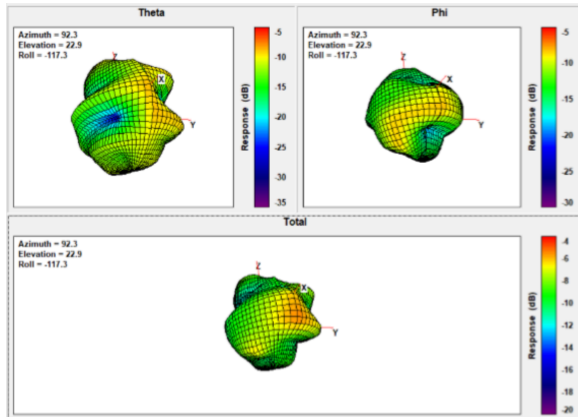 Theta
Azimuth = 92.3
Elevation = 22.9
Roll = -117.3
Z
X
Y
-5
-10
-15
-20
-25
-30
-35
Response (dB)
Phi
Azimuth = 92.3
Elevation = 22.9
Roll = -117.3
Z
X
Y
-5
-10
-15
-20
-25
-30
Response (dB)
Total
Azimuth = 92.3
Elevation = 22.9
Roll = -117.3
Z
X
Y
-4
-6
-8
-10
-12
-14
-16
-18
-20
Response (dB)